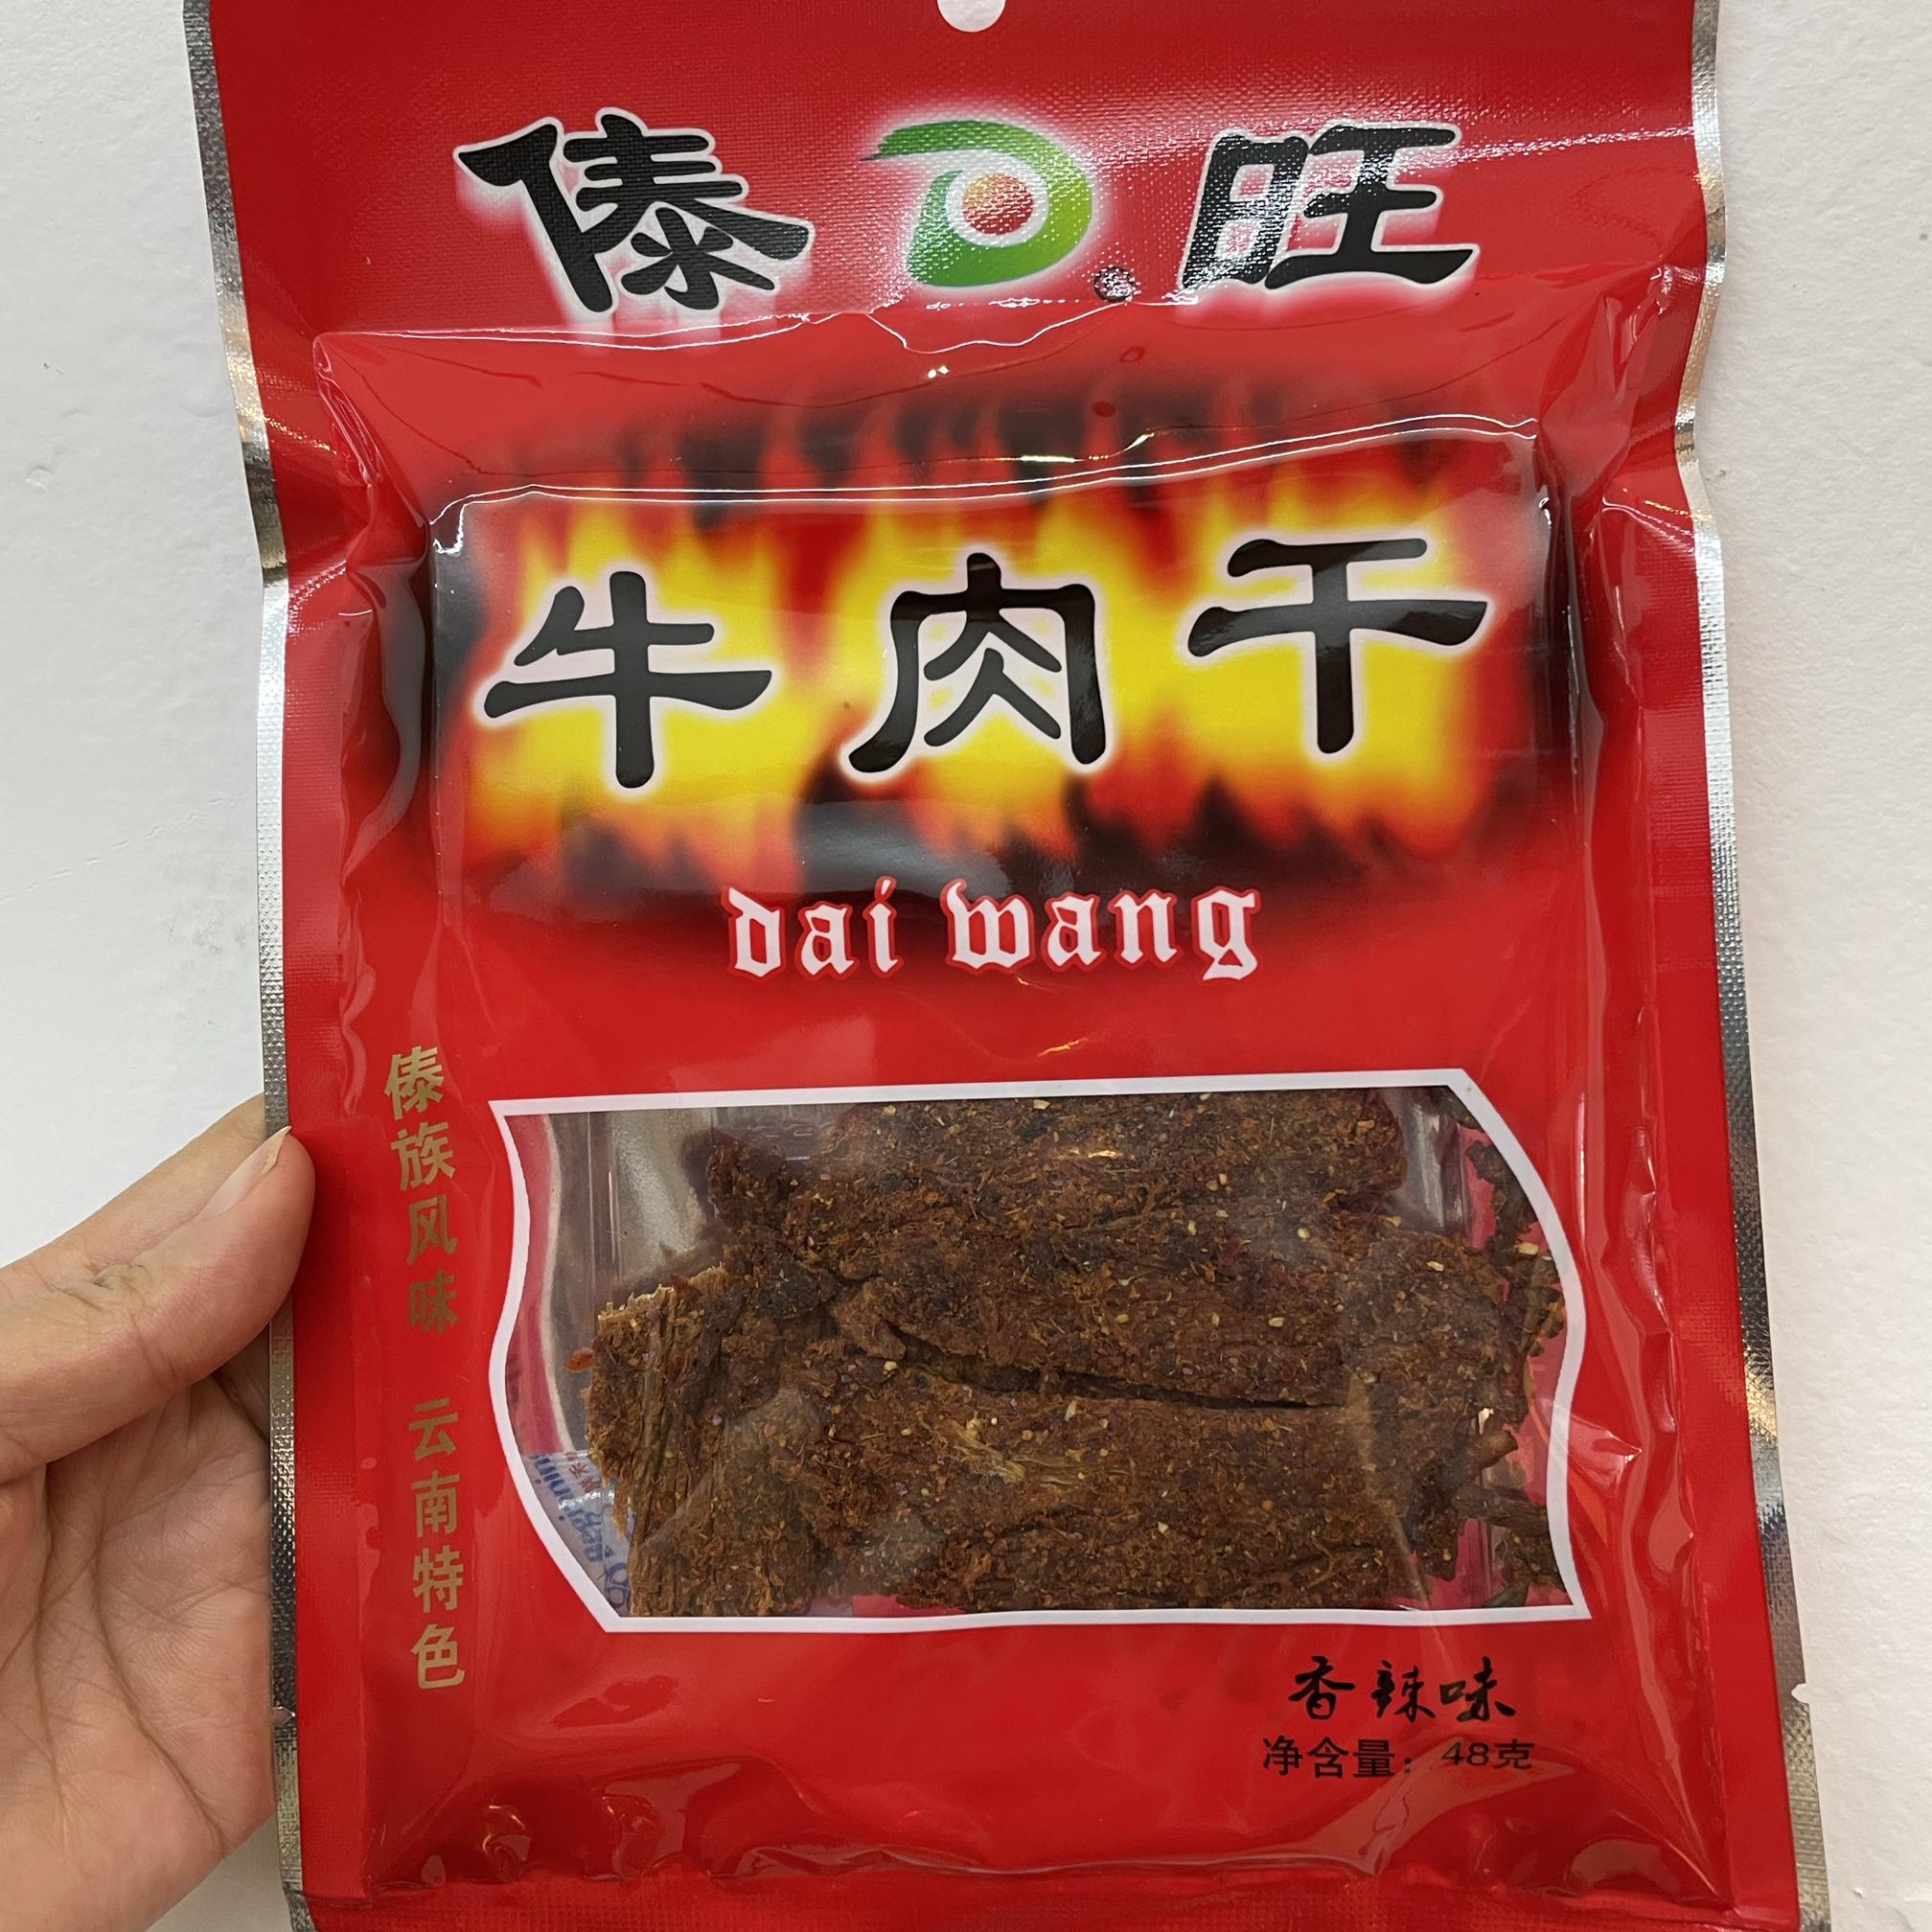 傣 旺
牛肉干
dai wang
傣族风味 云南特色
香辣味
净含量：48克